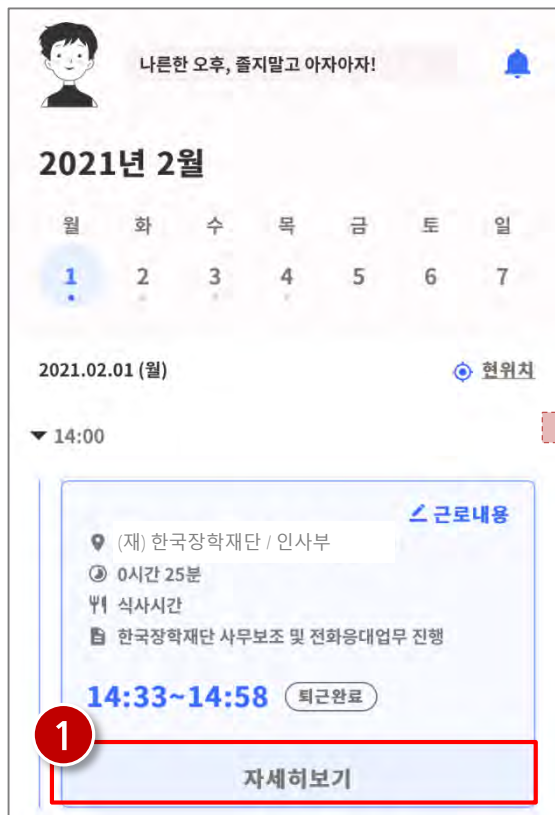 나른한 오후, 졸지말고 아자아자!
2021년 2월
월 화 수 목 금 토 일
1 2 3 4 5 6 7
2021.02.01 (월) 현위치
14:00
근로내용
(재) 한국장학재단 / 인사부
0시간 25분
식사시간
한국장학재단 사무보조 및 전화응대업무 진행
14:33~14:58 퇴근완료
1
자세히보기